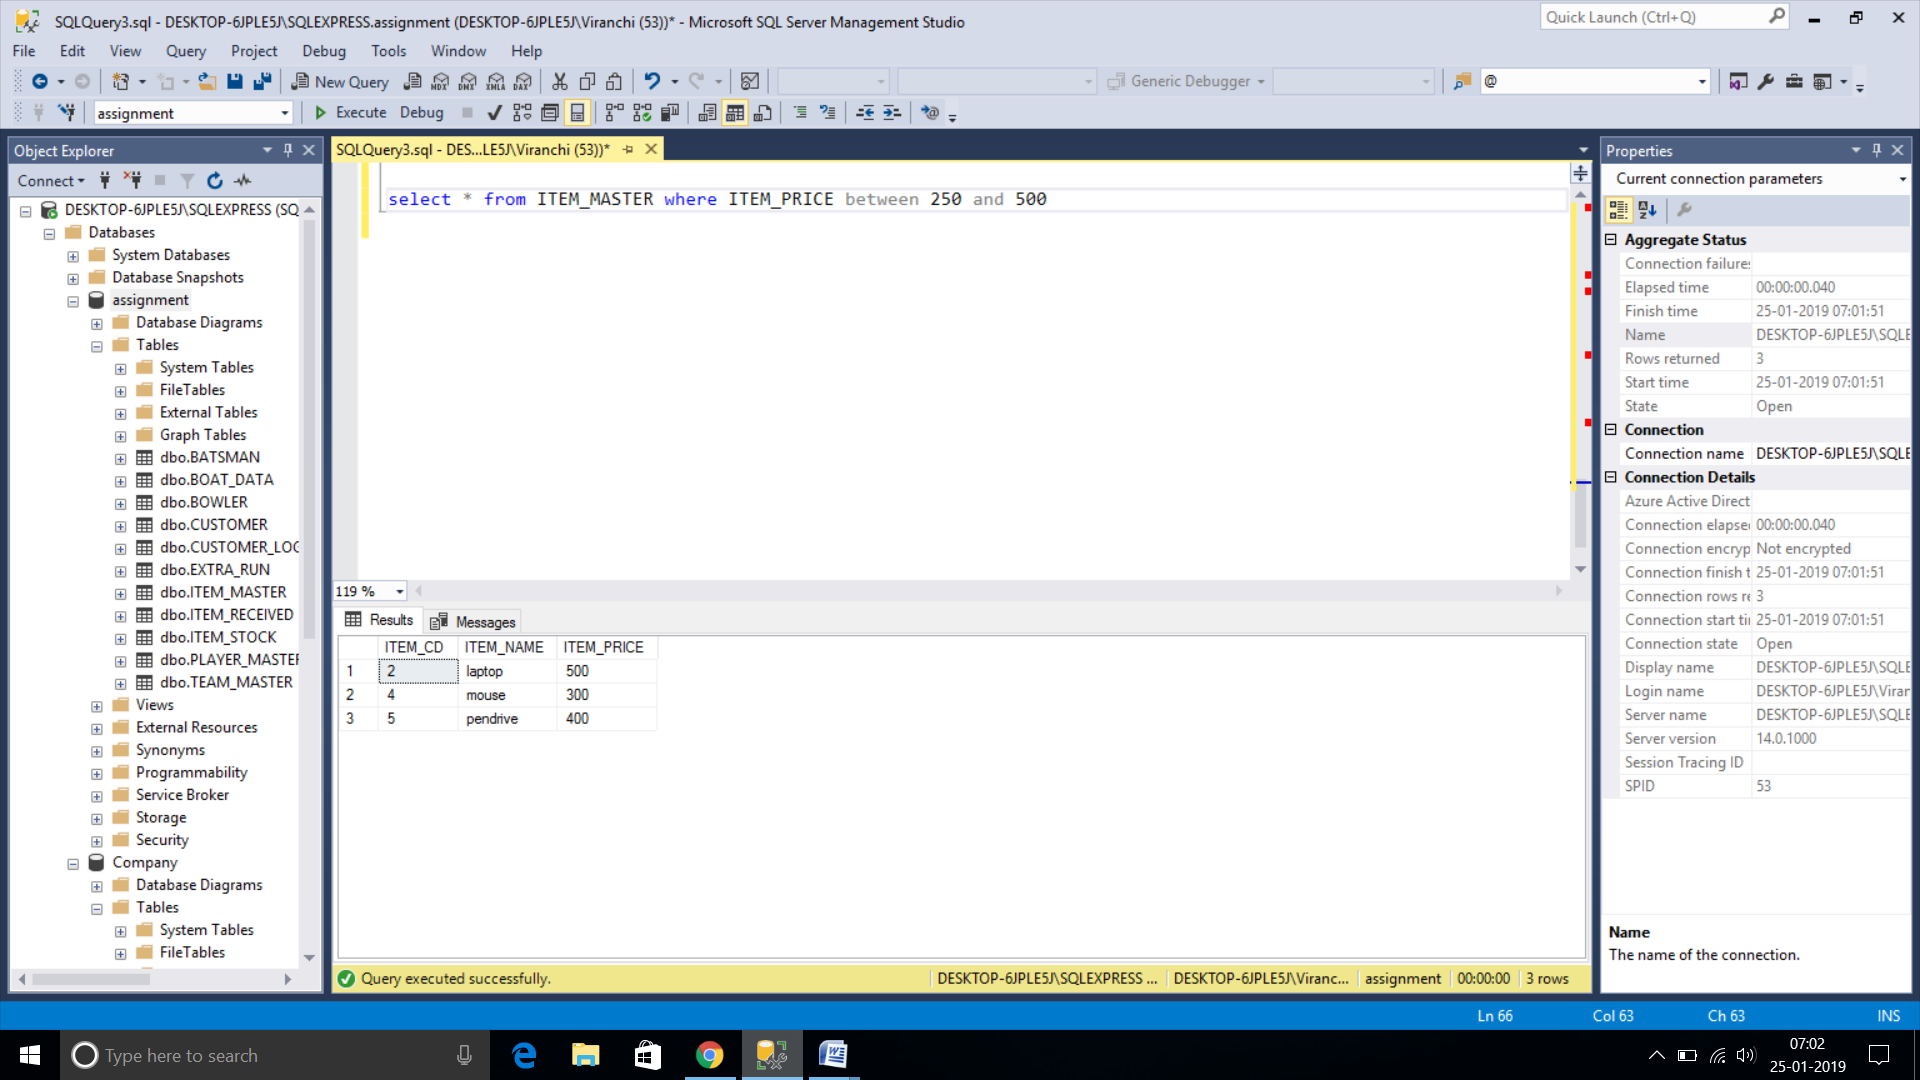 SQLQuery3.sql - DESKTOP-6JPLE5J\SQLEXPRESS.assignment (DESKTOP-6JPLE5J\Viranchi (53))* - Microsoft SQL Server Management Studio
Quick Launch (Ctrl+Q)
File Edit View Query Project Debug Tools Window Help
New Query MDX DMX XMLA DAX Generic Debugger @
assignment Execute Debug
Object Explorer
Connect
DESKTOP-6JPLE5J\SQLEXPRESS (SQ
Databases
System Databases
Database Snapshots
assignment
Database Diagrams
Tables
System Tables
FileTables
External Tables
Graph Tables
dbo.BATSMAN
dbo.BOAT_DATA
dbo.BOWLER
dbo.CUSTOMER
dbo.CUSTOMER_LOG
dbo.EXTRA_RUN
dbo.ITEM_MASTER
dbo.ITEM_RECEIVED
dbo.ITEM_STOCK
dbo.PLAYER_MASTER
dbo.TEAM_MASTER
Views
External Resources
Synonyms
Programmability
Service Broker
Storage
Security
Company
Database Diagrams
Tables
System Tables
FileTables
SQLQuery3.sql - DES...LE5J\Viranchi (53))*
select * from ITEM_MASTER where ITEM_PRICE between 250 and 500
119 %
Results Messages
ITEM_CD ITEM_NAME ITEM_PRICE
1 2 laptop 500
2 4 mouse 300
3 5 pendrive 400
Query executed successfully. DESKTOP-6JPLE5J\SQLEXPRESS ... DESKTOP-6JPLE5J\Viranc... assignment 00:00:00 3 rows
Properties
Current connection parameters
Aggregate Status
Connection failures
Elapsed time 00:00:00.040
Finish time 25-01-2019 07:01:51
Name DESKTOP-6JPLE5J\SQLE
Rows returned 3
Start time 25-01-2019 07:01:51
State Open
Connection
Connection name DESKTOP-6JPLE5J\SQLE
Connection Details
Azure Active Direct
Connection elapse 00:00:00.040
Connection encryp Not encrypted
Connection finish t 25-01-2019 07:01:51
Connection rows re 3
Connection start ti 25-01-2019 07:01:51
Connection state Open
Display name DESKTOP-6JPLE5J\SQLE
Login name DESKTOP-6JPLE5J\Viran
Server name DESKTOP-6JPLE5J\SQLE
Server version 14.0.1000
Session Tracing ID
SPID 53
Name
The name of the connection.
Ln 66 Col 63 Ch 63 INS
Type here to search
07:02
25-01-2019